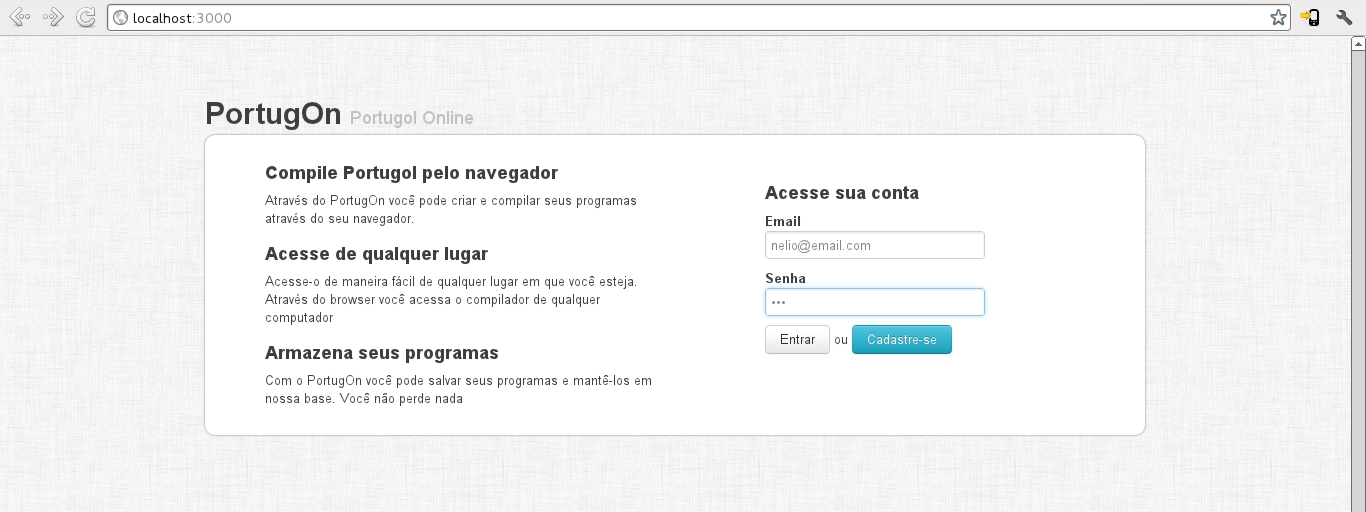 localhost:3000
PortugOn Portugol Online
Compile Portugol pelo navegador
Através do PortugOn você pode criar e compilar seus programas
através do seu navegador.
Acesse de qualquer lugar
Acesse-o de maneira fácil de qualquer lugar em que você esteja.
Através do browser você acessa o compilador de qualquer
computador
Armazena seus programas
Com o PortugOn você pode salvar seus programas e mantê-los em
nossa base. Você não perde nada
Acesse sua conta
Email
nelio@email.com
Senha
•••
Entrar ou Cadastre-se